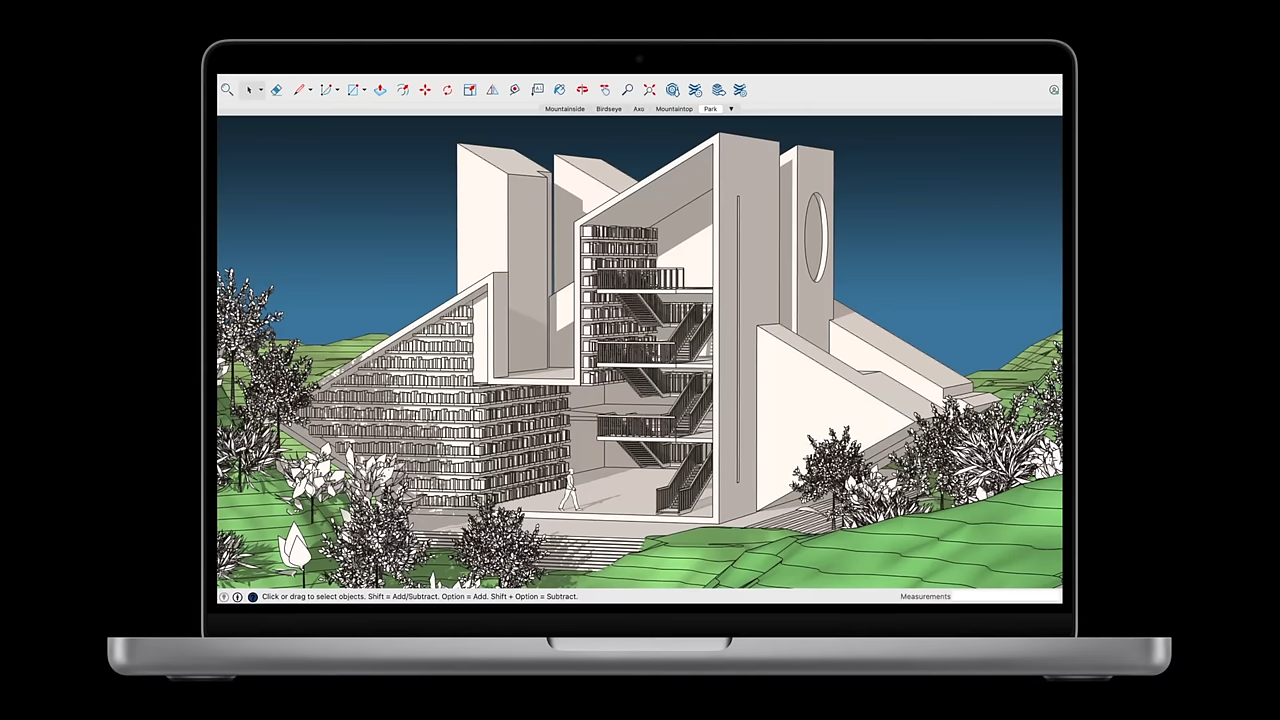 Mountainside Birdseye Axo Mountaintop Park
Click or drag to select objects. Shift = Add/Subtract. Option = Add. Shift + Option = Subtract.
Measurements